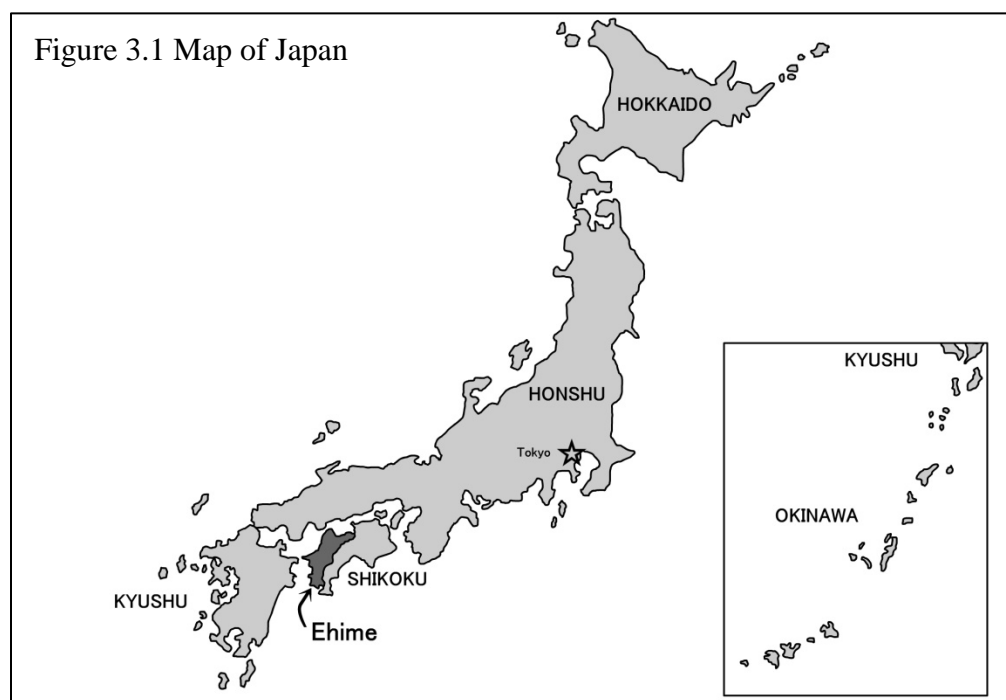 Figure 3.1 Map of Japan
HOKKAIDO
HONSHU
Tokyo
SHIKOKU
KYUSHU
Ehime
KYUSHU
OKINAWA